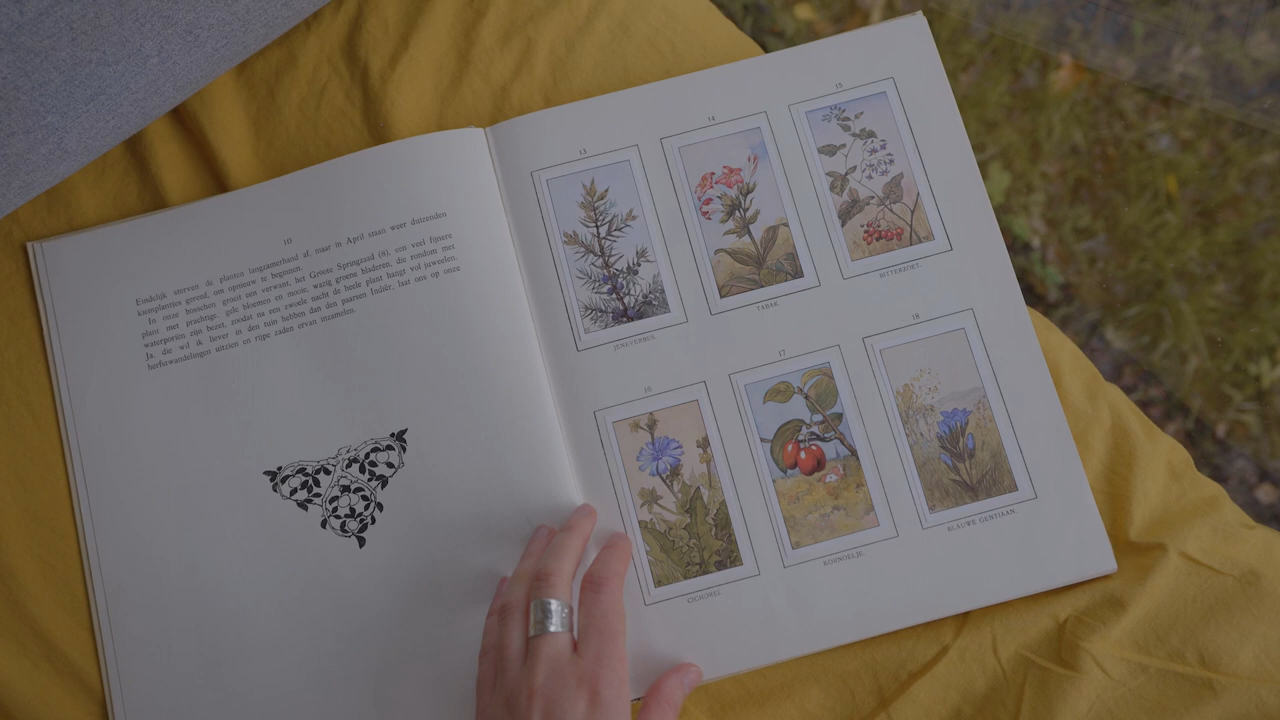 10
Eindelijk sterven de planten langzamerhand af, maar in April staan weer duizenden
kiemplantjes gereed, om opnieuw te beginnen.
In onze bosschen groeit een verwant, het Groote Springzaad (8), een veel fijnere
plant met prachtige, gele bloemen en mooie, wazig groene bladeren, die rondom met
waterporiën zijn bezet, zoodat na een zwoele nacht de heele plant hangt vol juweelen.
Ja, die wil ik liever in den tuin hebben dan den paarsen Indiër, laat ons op onze
herfstwandelingen uitzien en rijpe zaden ervan inzamelen.
13
14
15
JENEVERBES.
TABAK.
BITTERZOET.
16
17
18
CICHOREI.
KORNOELJE.
BLAUWE GENTIAAN.